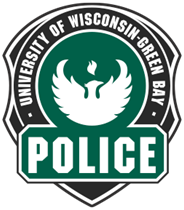 · UNIVERSITY OF WISCONSIN-GREEN BAY ·
POLICE